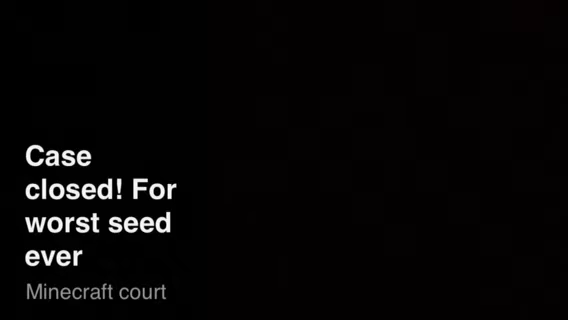 Case
closed! For
worst seed
ever
Minecraft court